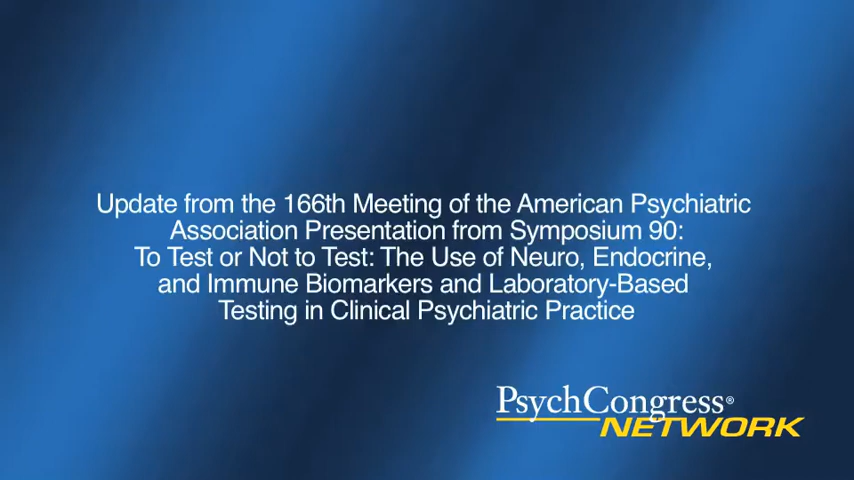 Update from the 166th Meeting of the American Psychiatric
Association Presentation from Symposium 90:
To Test or Not to Test: The Use of Neuro, Endocrine,
and Immune Biomarkers and Laboratory-Based
Testing in Clinical Psychiatric Practice
PsychCongress®
NETWORK